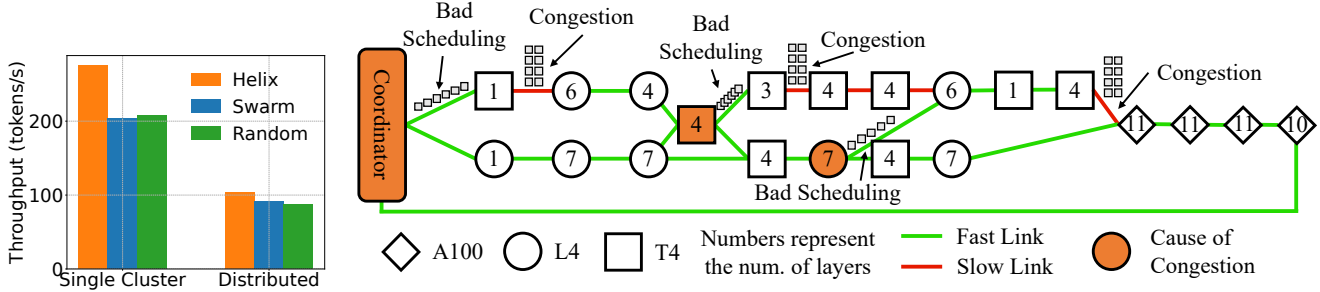 Throughput (tokens/s)
200
100
0
Helix
Swarm
Random
Single Cluster
Distributed
Coordinator
Bad
Scheduling
Congestion
Bad
Scheduling
Congestion
Congestion
1 6 4 3 4 4 6 1 4
4 11 11 11 10
1 7 7 4 7 4 7
Bad Scheduling
A100
L4
T4
Numbers represent
the num. of layers
Fast Link
Slow Link
Cause of
Congestion